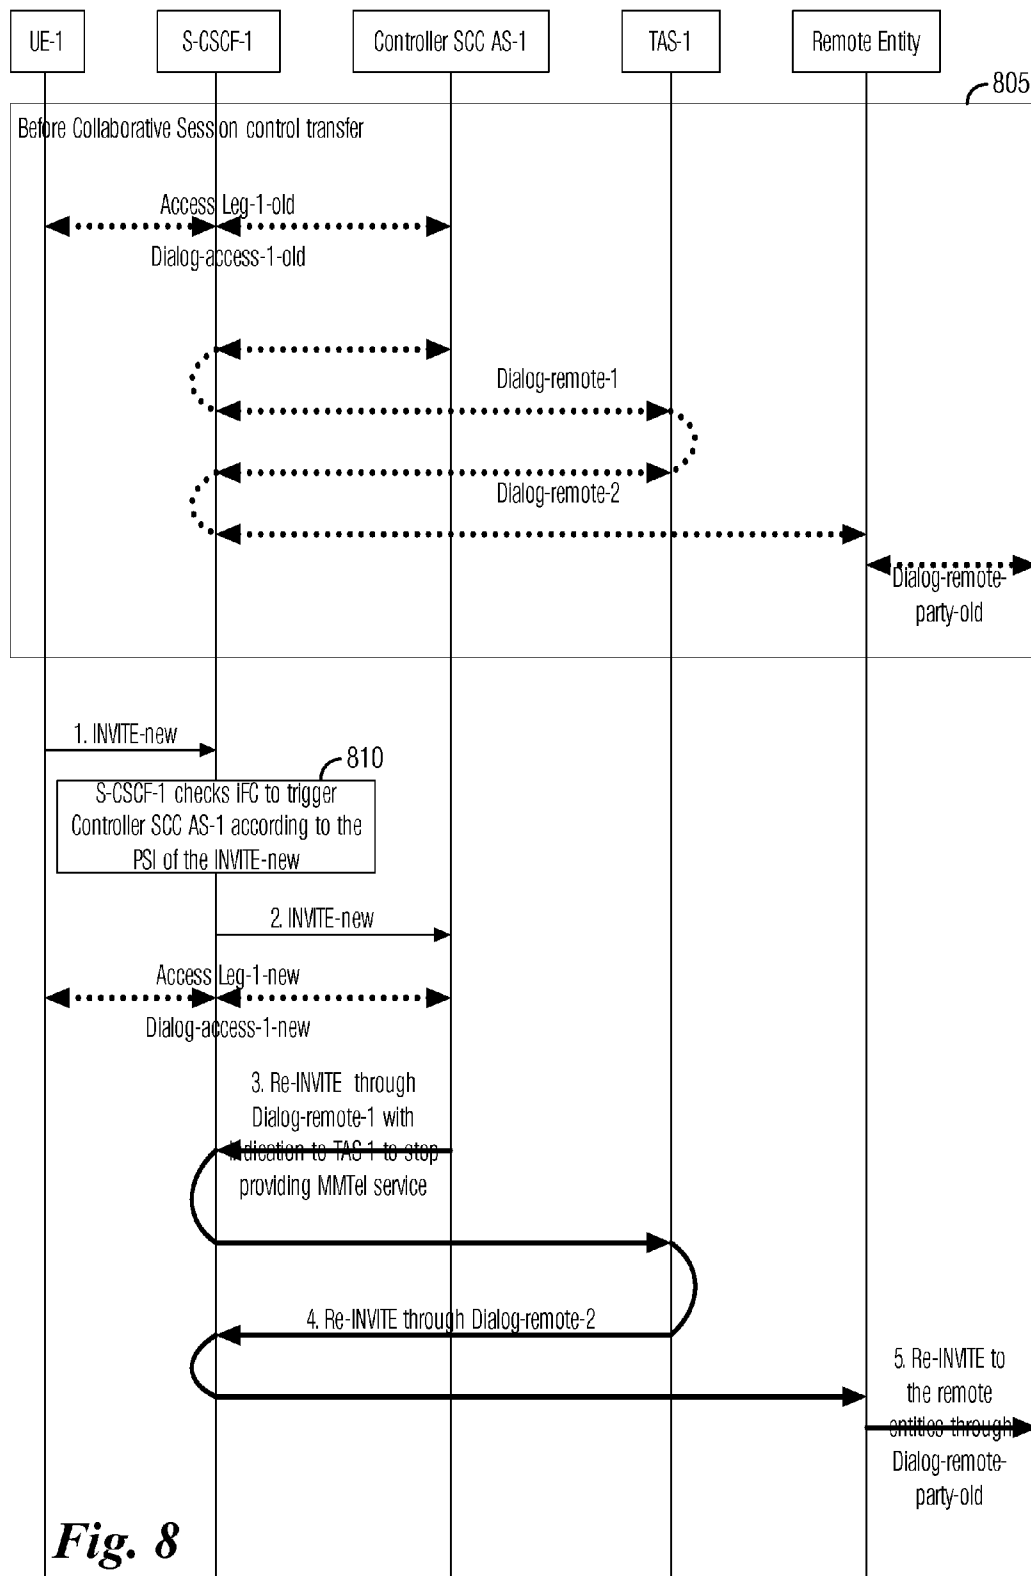 UE-1
S-CSCF-1
Controller SCC AS-1
TAS-1
Remote Entity
805
Before Collaborative Session control transfer
Access Leg-1-old
Dialog-access-1-old
Dialog-remote-1
Dialog-remote-2
Dialog-remote-
party-old
1. INVITE-new
810
S-CSCF-1 checks iFC to trigger
Controller SCC AS-1 according to the
PSI of the INVITE-new
2. INVITE-new
Access Leg-1-new
Dialog-access-1-new
3. Re-INVITE through
Dialog-remote-1 with
indication to TAS-1 to stop
providing MMTel service
4. Re-INVITE through Dialog-remote-2
5. Re-INVITE to
the remote
entities through
Dialog-remote-
party-old
Fig. 8